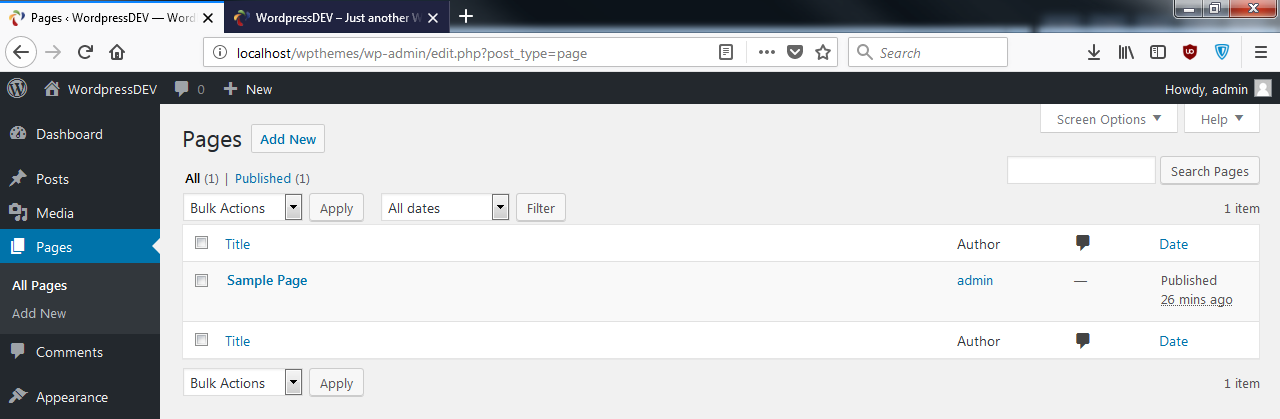 Pages ‹ WordpressDEV — Word
WordpressDEV – Just another W
localhost/wpthemes/wp-admin/edit.php?post_type=page
Search
WordpressDEV
0
New
Howdy, admin
Dashboard
Posts
Media
Pages
All Pages
Add New
Comments
Appearance
Screen Options
Help
Pages
Add New
All (1) | Published (1)
Search Pages
Bulk Actions
Apply
All dates
Filter
1 item
Title
Author
Date
Sample Page
admin
—
Published
26 mins ago
Title
Author
Date
Bulk Actions
Apply
1 item